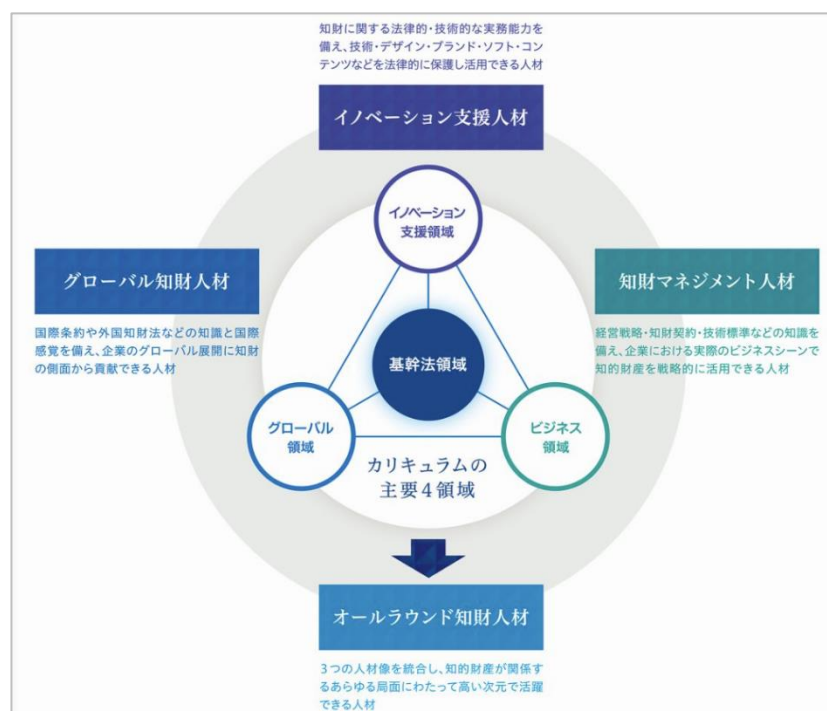 知財に関する法律的・技術的な実務能力を
備え、技術・デザイン・ブランド・ソフト・コン
テンツなどを法律的に保護し活用できる人材
イノベーション支援人材
イノベーション
支援領域
グローバル知財人材
国際条約や外国知財法などの知識と国際
感覚を備え、企業のグローバル展開に知財
の側面から貢献できる人材
知財マネジメント人材
経営戦略・知財契約・技術標準などの知識を
備え、企業における実際のビジネスシーンで
知的財産を戦略的に活用できる人材
基幹法領域
グローバル
領域
ビジネス
領域
カリキュラムの
主要4領域
オールラウンド知財人材
3つの人材像を統合し、知的財産が関係す
るあらゆる局面にわたって高い次元で活躍
できる人材